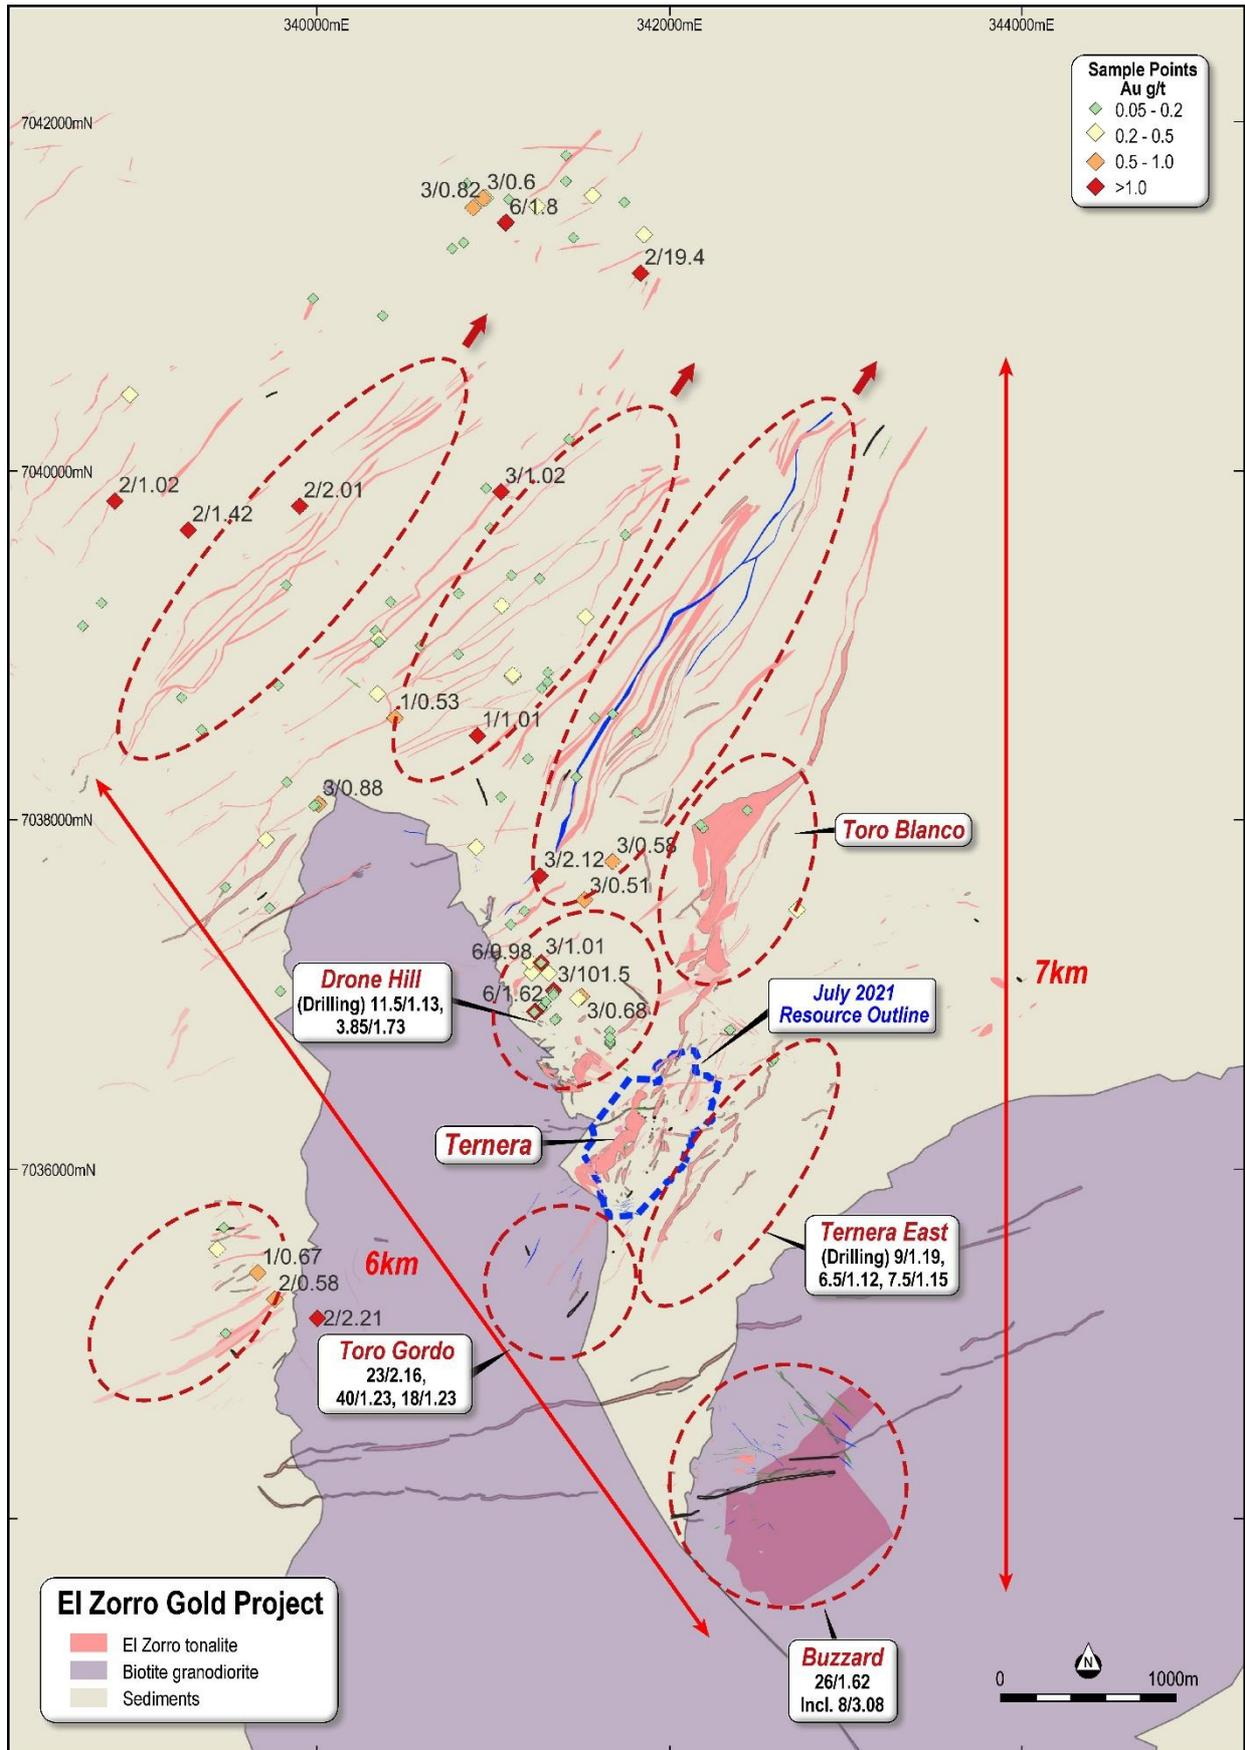 340000mE
342000mE
344000mE
Sample Points
Au g/t
0.05 - 0.2
0.2 - 0.5
0.5 - 1.0
>1.0
7042000mN
3/0.82
3/0.6
6/1.8
2/19.4
7040000mN
2/1.02
2/1.42
2/2.01
3/1.02
1/0.53
1/1.01
7038000mN
3/0.88
3/0.58
3/2.12
3/0.51
Toro Blanco
6/0.98
3/1.01
3/101.5
6/1.62
3/0.68
Drone Hill
(Drilling) 11.5/1.13,
3.85/1.73
July 2021
Resource Outline
7km
Ternera
7036000mN
Ternera East
(Drilling) 9/1.19,
6.5/1.12, 7.5/1.15
1/0.67
2/0.58
2/2.21
6km
Toro Gordo
23/2.16,
40/1.23, 18/1.23
El Zorro Gold Project
El Zorro tonalite
Biotite granodiorite
Sediments
Buzzard
26/1.62
Incl. 8/3.08
N
0
1000m